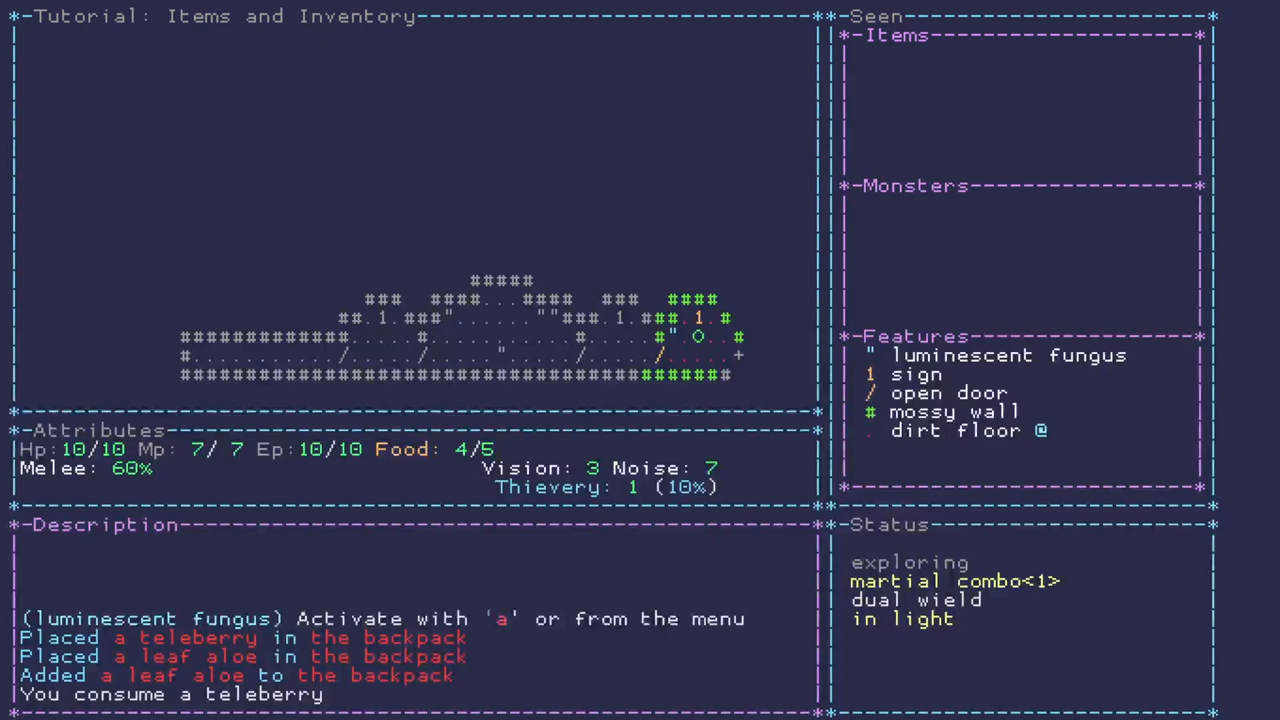 Tutorial: Items and Inventory
Seen
Items
Monsters
#####
### ####...#### ### ####
##.1.###"......""###.1.###.1.#
#############.....#...........#.....#" O..#
#.........../...../....."...../...../.....+
##########################################
Features
" luminescent fungus
1 sign
/ open door
# mossy wall
. dirt floor @
Attributes
Hp:10/10 Mp: 7/ 7 Ep:10/10 Food: 4/5
Melee: 60% Vision: 3 Noise: 7
Thievery: 1 (10%)
Description
(luminescent fungus) Activate with 'a' or from the menu
Placed a teleberry in the backpack
Placed a leaf aloe in the backpack
Added a leaf aloe to the backpack
You consume a teleberry
Status
exploring
martial combo<1>
dual wield
in light